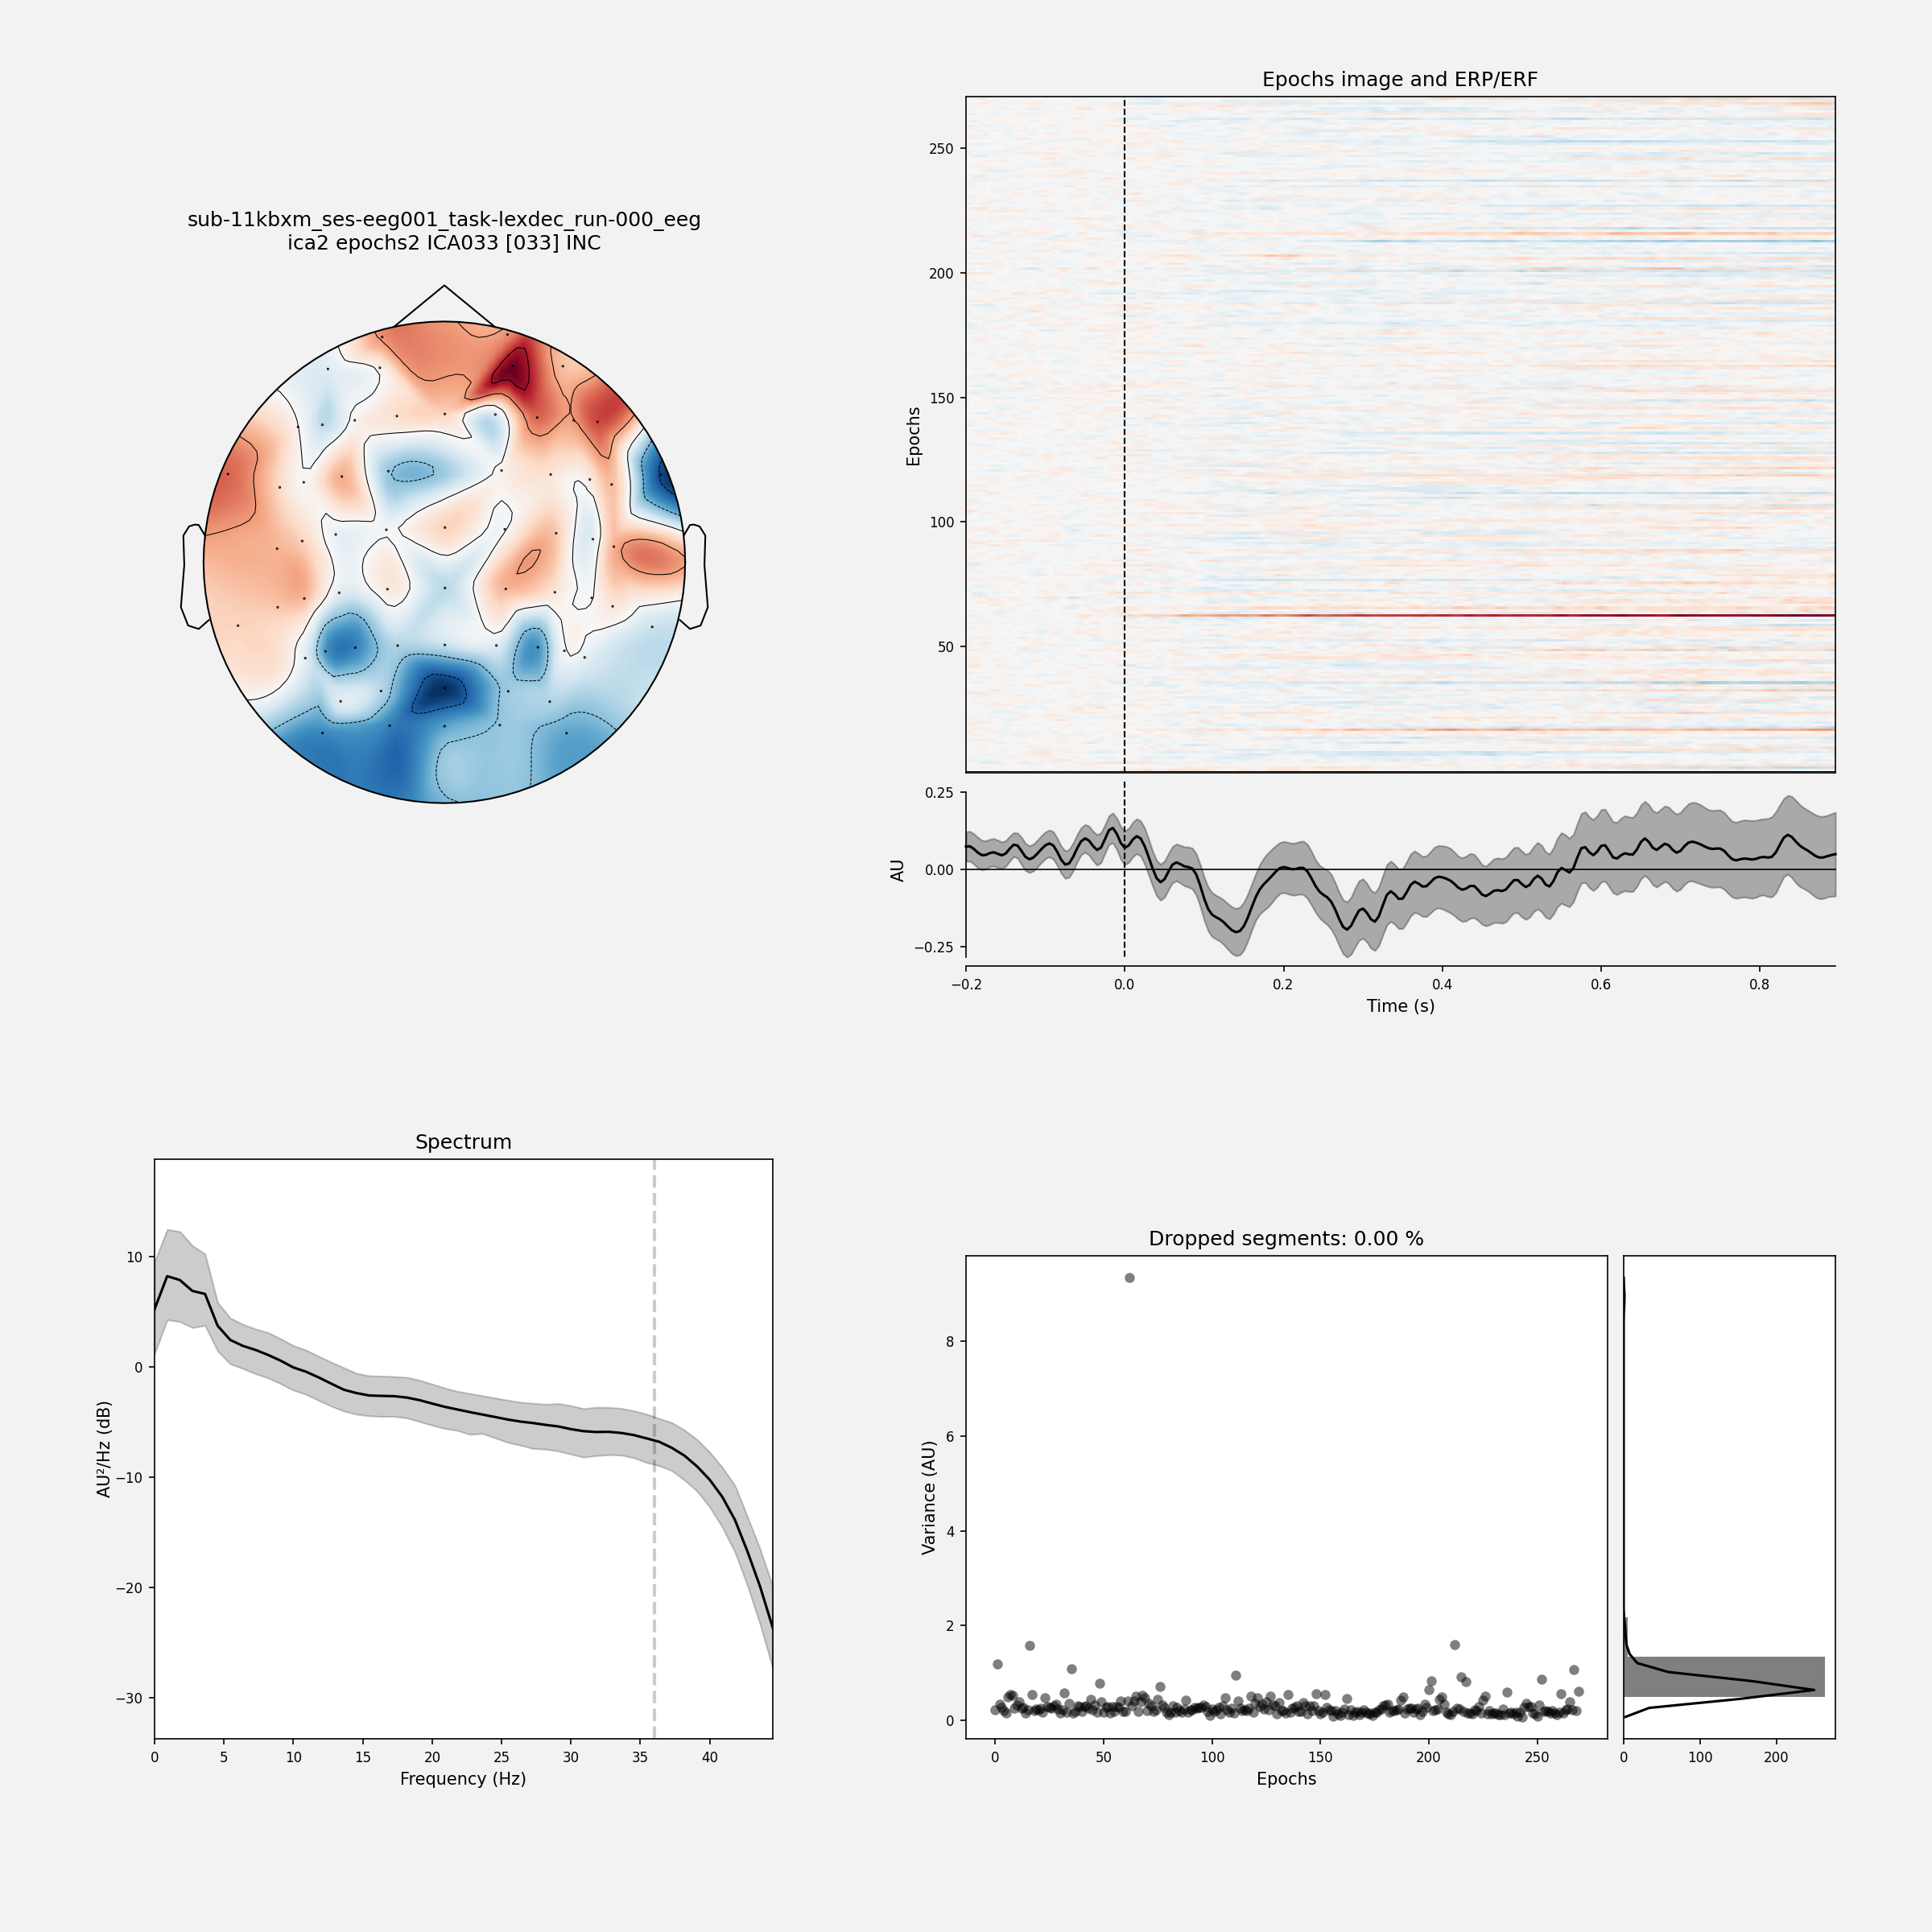 sub-11kbxm_ses-eeg001_task-lexdec_run-000_eeg
ica2 epochs2 ICA033 [033] INC
Epochs image and ERP/ERF
250
200
150
100
50
Epochs
0.25
0.00
−0.25
AU
−0.2 0.0 0.2 0.4 0.6 0.8
Time (s)
Spectrum
10
0
−10
−20
−30
AU²/Hz (dB)
0 5 10 15 20 25 30 35 40
Frequency (Hz)
Dropped segments: 0.00 %
8
6
4
2
0
Variance (AU)
0 50 100 150 200 250
Epochs
0 100 200